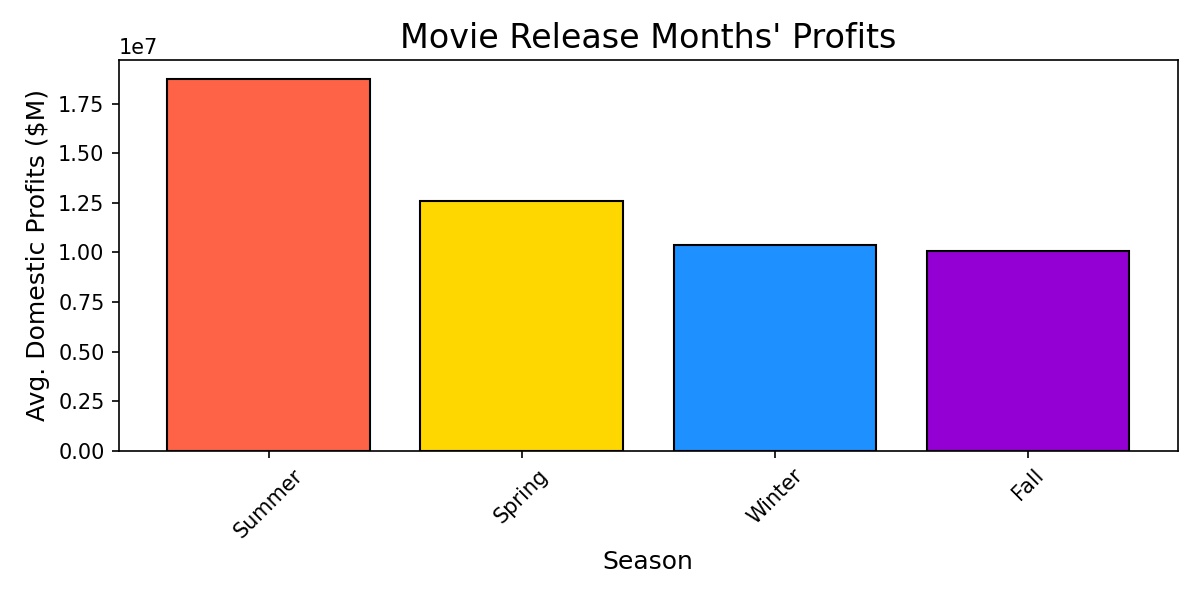 Movie Release Months' Profits
1e7
Avg. Domestic Profits ($M)
1.75
1.50
1.25
1.00
0.75
0.50
0.25
0.00
Summer
Spring
Winter
Fall
Season